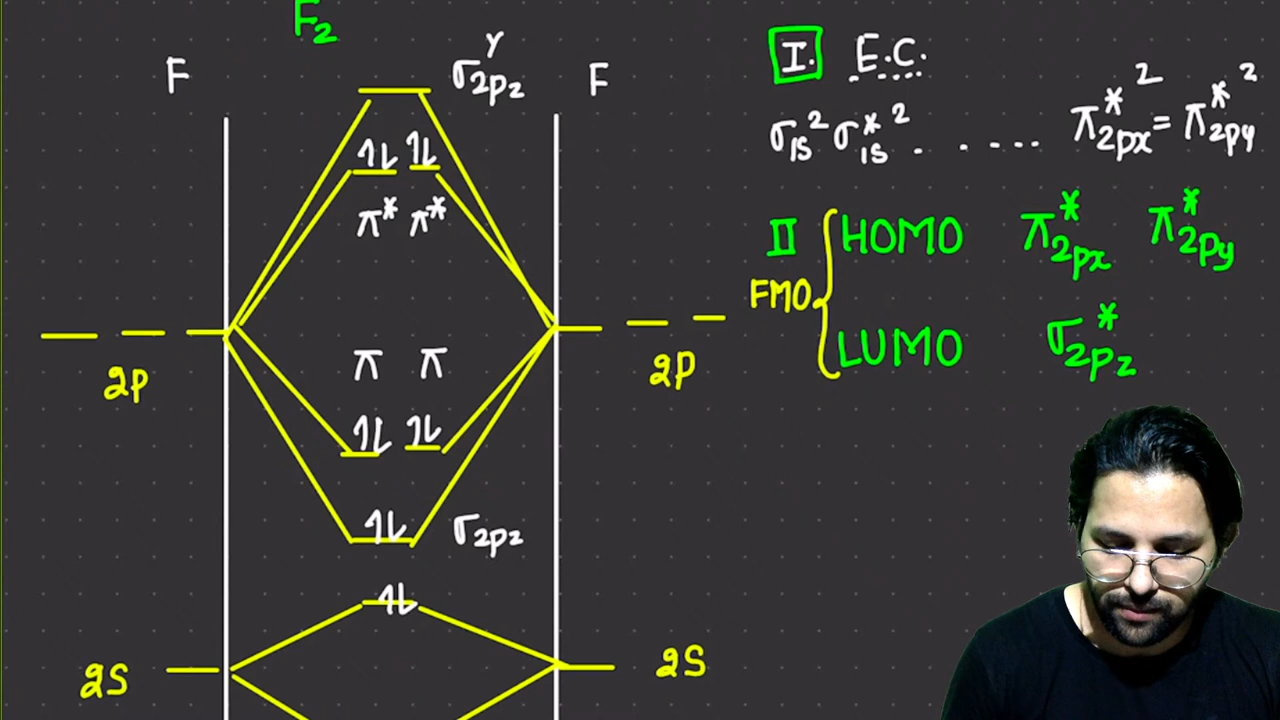 F₂
F
σ2pz*
F
⇅ ⇅
π* π*
2p
2p
π π
⇅ ⇅
⇅ σ2pz
⇅
2S
2S
I. E.C.
σ1S² σ*1S² . . ..... π*2px² = π*2py²
II FMO { HOMO π*2px π*2py
LUMO σ*2pz